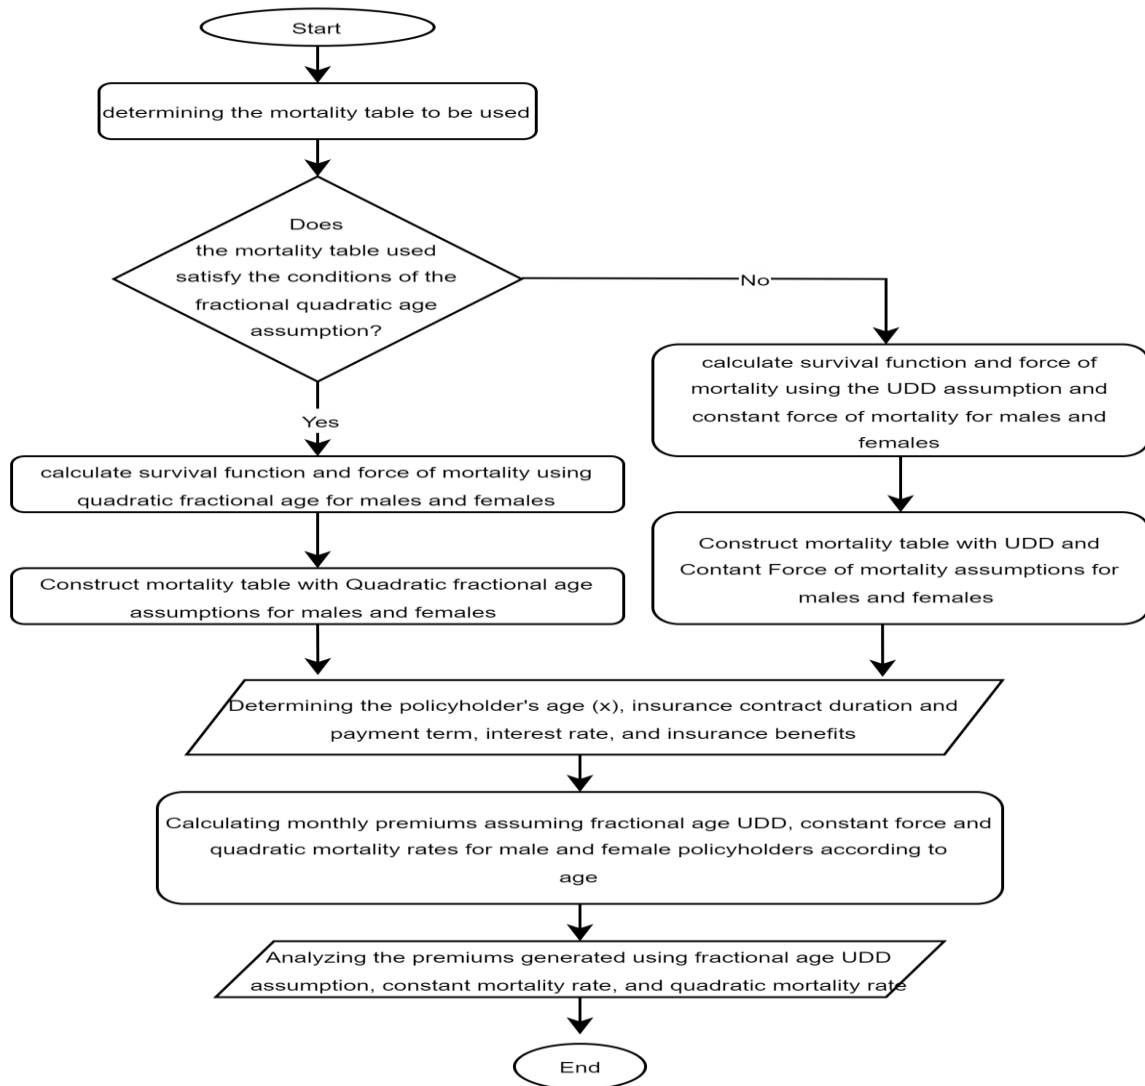 Start
determining the mortality table to be used
Does
the mortality table used
satisfy the conditions of the
fractional quadratic age
assumption?
No
calculate survival function and force of
mortality using the UDD assumption and
constant force of mortality for males and
females
Yes
calculate survival function and force of mortality using
quadratic fractional age for males and females
Construct mortality table with UDD and
Contant Force of mortality assumptions for
males and females
Construct mortality table with Quadratic fractional age
assumptions for males and females
Determining the policyholder's age (x), insurance contract duration and
payment term, interest rate, and insurance benefits
Calculating monthly premiums assuming fractional age UDD, constant force and
quadratic mortality rates for male and female policyholders according to
age
Analyzing the premiums generated using fractional age UDD
assumption, constant mortality rate, and quadratic mortality rate
End